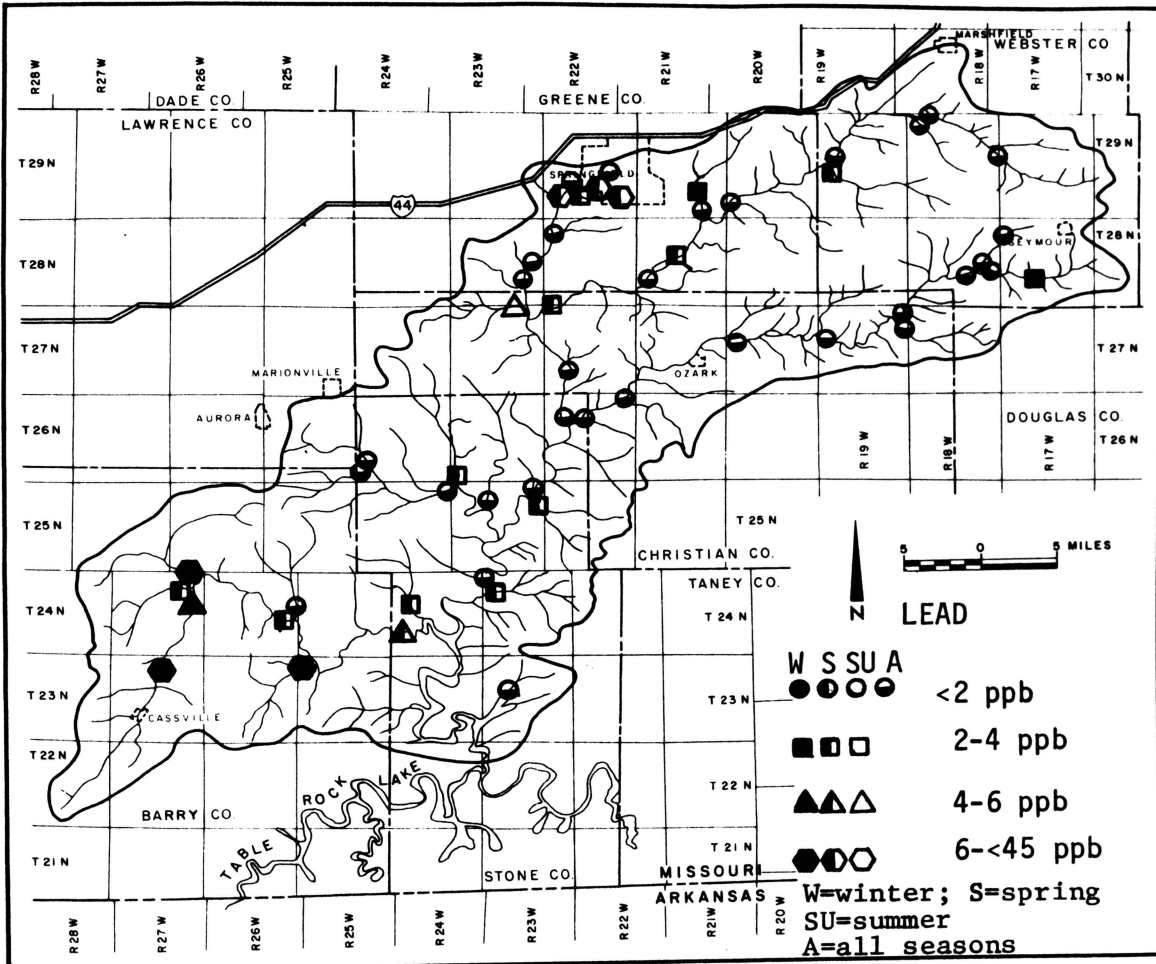 MARSHFIELD
WEBSTER CO
R28W R27W R26W R25W R24W R23W R22W R21W R20W R19W R18W R17W
T30N
DADE CO.
GREENE CO.
LAWRENCE CO
T29N
T29N
SPRINGFIELD
44
T28N
T28N
SEYMOUR
T27N
T27N
MARIONVILLE
OZARK
AURORA
DOUGLAS CO.
T26N
T26N
R19W R18W R17W
T25N
T25N
CHRISTIAN CO.
5 0 5 MILES
TANEY CO.
T24N
T24N
N
LEAD
W S SU A
<2 ppb
T23N
T23N
CASSVILLE
2-4 ppb
T22N
T22N
TABLE ROCK LAKE
4-6 ppb
BARRY CO.
T21N
T21N
6-<45 ppb
STONE CO.
MISSOURI
ARKANSAS
W=winter; S=spring
SU=summer
A=all seasons
R28W R27W R26W R25W R24W R23W R22W R20W